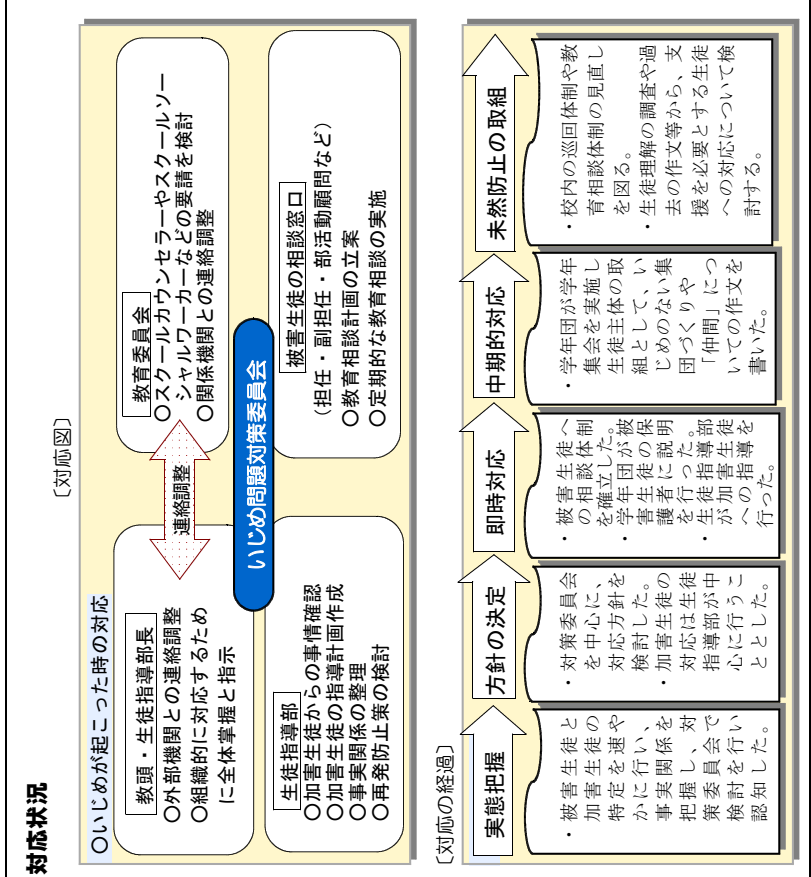 対応状況
〔対応図〕
○いじめが起こった時の対応
教頭・生徒指導部長
○外部機関との連絡調整
○組織的に対応するため
に全体掌握と指示
連絡調整
教育委員会
○スクールカウンセラーやスクールソー
シャルワーカーなどの要請を検討
○関係機関との連絡調整
いじめ問題対策委員会
生徒指導部
○加害生徒からの事情確認
○加害生徒の指導計画作成
○事実関係の整理
○再発防止策の検討
被害生徒の相談窓口
(担任・副担任・部活動顧問など)
○教育相談計画の立案
○定期的な教育相談の実施
〔対応の経過〕
実態把握
・被害生徒と
加害生徒の
特定を速や
かに行い、
事実関係を
把握し、対
策委員会で
検討を行い
認知した。
方針の決定
・対策委員会
を中心に、
対応方針を
検討した。
・加害生徒の
対応は生徒
指導部が中
心に行うこ
ととした。
即時対応
・被害生徒へ
の相談体制
を確立した。
・学年団が被
害生徒の保
護者に説明
を行った。
・生徒指導部
が加害生徒
への指導を
行った。
中期的対応
・学年団が学年
集会を実施し
生徒主体の取
組として、い
じめのない集
団づくりや
「仲間」につ
いての作文を
書いた。
未然防止の取組
・校内の巡回体制や教
育相談体制の見直し
を図る。
・生徒理解の調査や過
去の作文等から、支
援を必要とする生徒
への対応について検
討する。